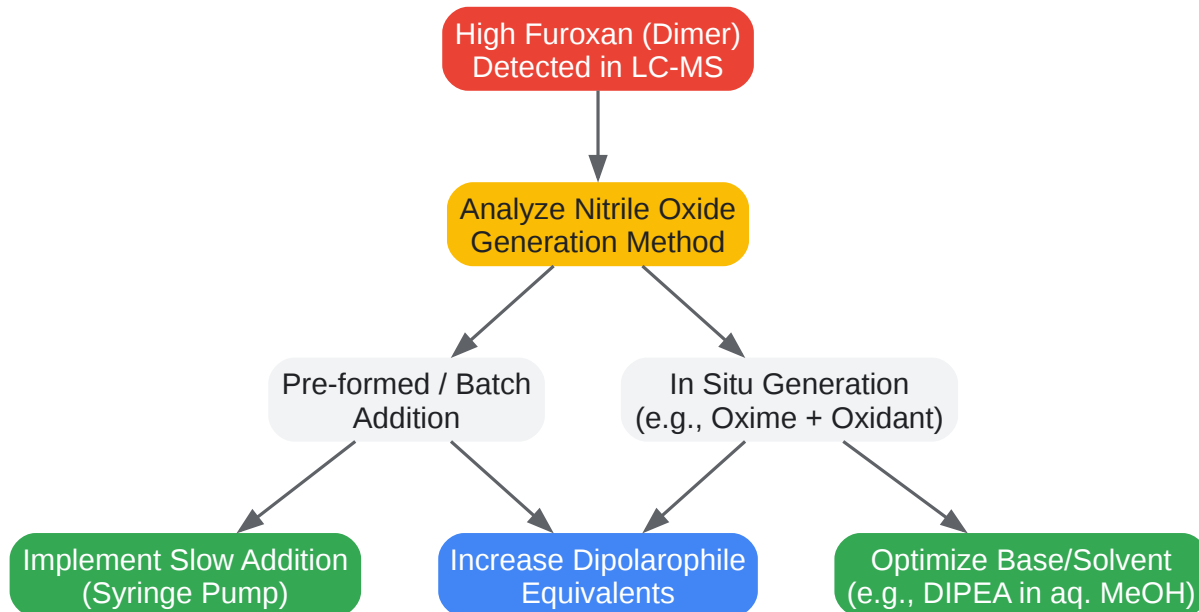 High Furoxan (Dimer)
Detected in LC-MS
Analyze Nitrile Oxide
Generation Method
Pre-formed / Batch
Addition
In Situ Generation
(e.g., Oxime + Oxidant)
Implement Slow Addition
(Syringe Pump)
Increase Dipolarophile
Equivalents
Optimize Base/Solvent
(e.g., DIPEA in aq. MeOH)